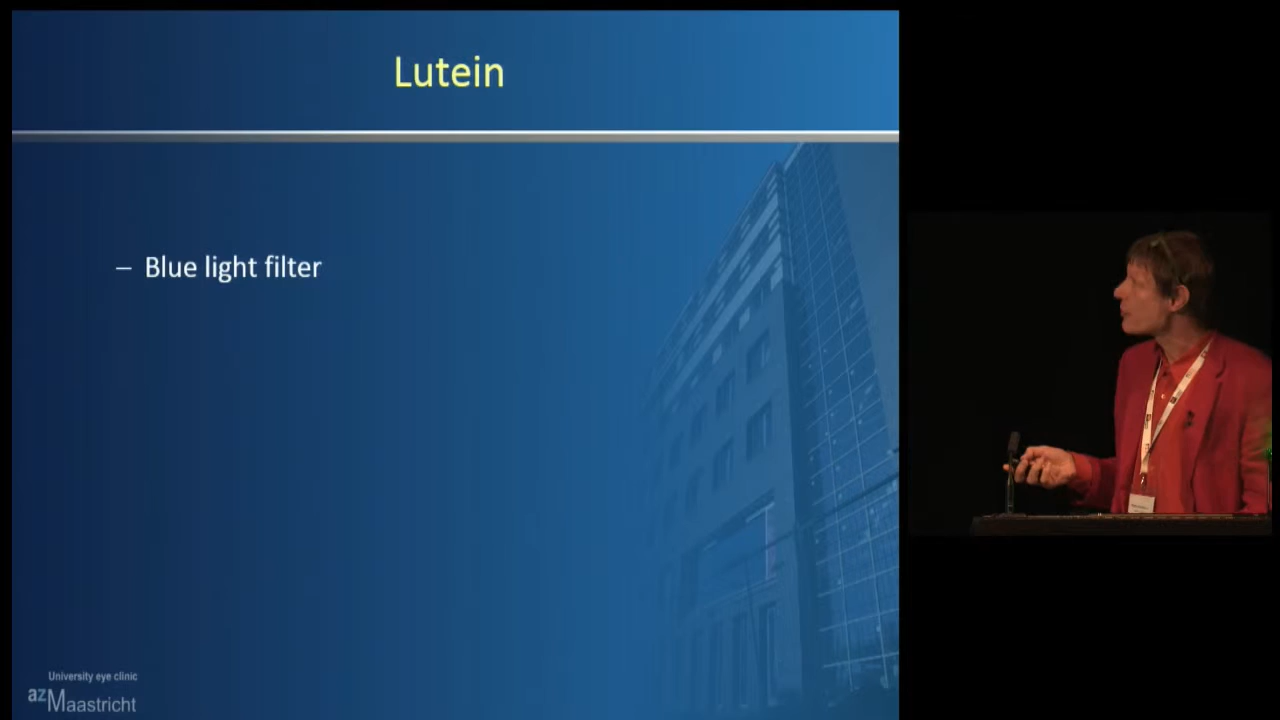 Lutein
– Blue light filter
University eye clinic
azMaastricht